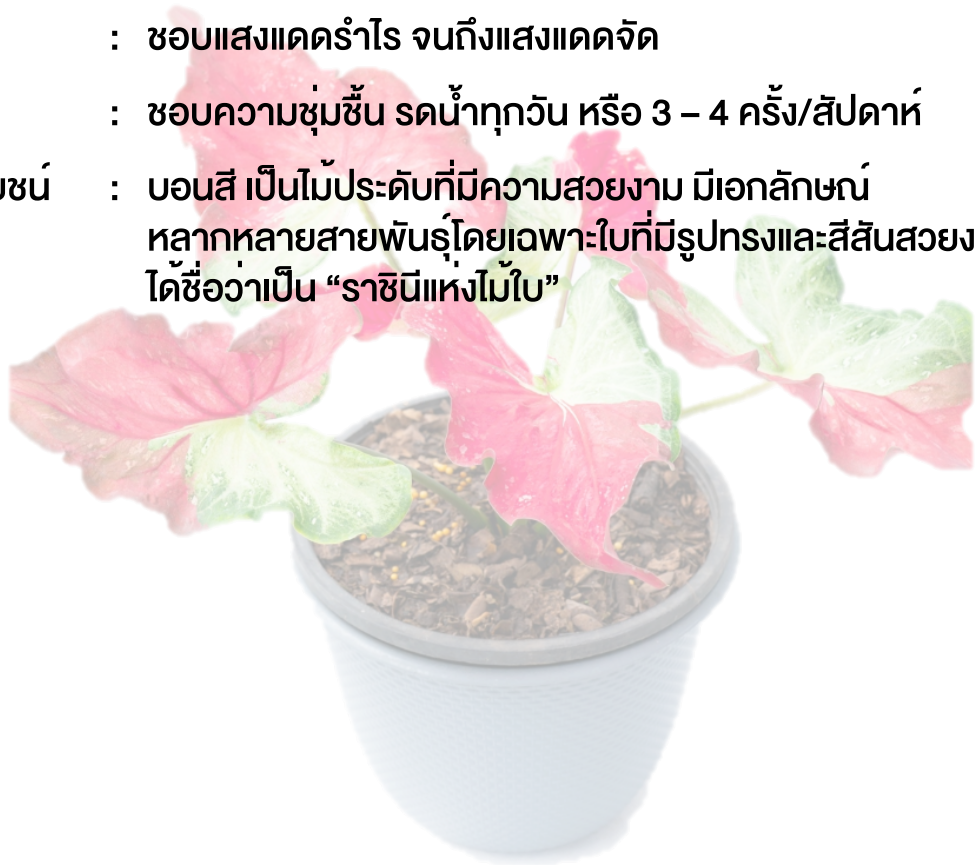 : ชอบแสงแดดรำไร จนถึงแสงแดดจัด
: ชอบความชุ่มชื้น รดน้ำทุกวัน หรือ 3 – 4 ครั้ง/สัปดาห์
ชน์ : บอนสี เป็นไม้ประดับที่มีความสวยงาม มีเอกลักษณ์
หลากหลายสายพันธุ์โดยเฉพาะใบที่มีรูปทรงและสีสันสวยง
ได้ชื่อว่าเป็น “ราชินีแห่งไม้ใบ”